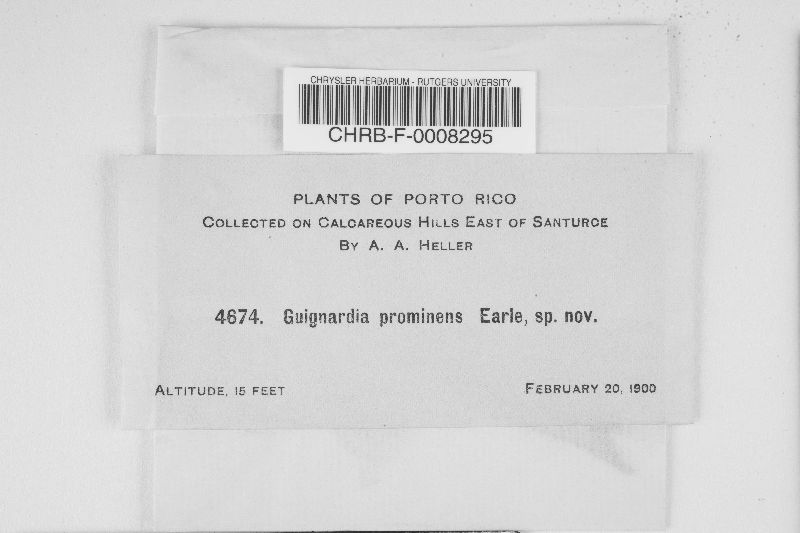 CHRYSLER HERBARIUM - RUTGERS UNIVERSITY
CHRB-F-0008295
PLANTS OF PORTO RICO
COLLECTED ON CALCAREOUS HILLS EAST OF SANTURCE
BY A. A. HELLER
4674. Guignardia prominens Earle, sp. nov.
ALTITUDE, 15 FEET
FEBRUARY 20, 1900